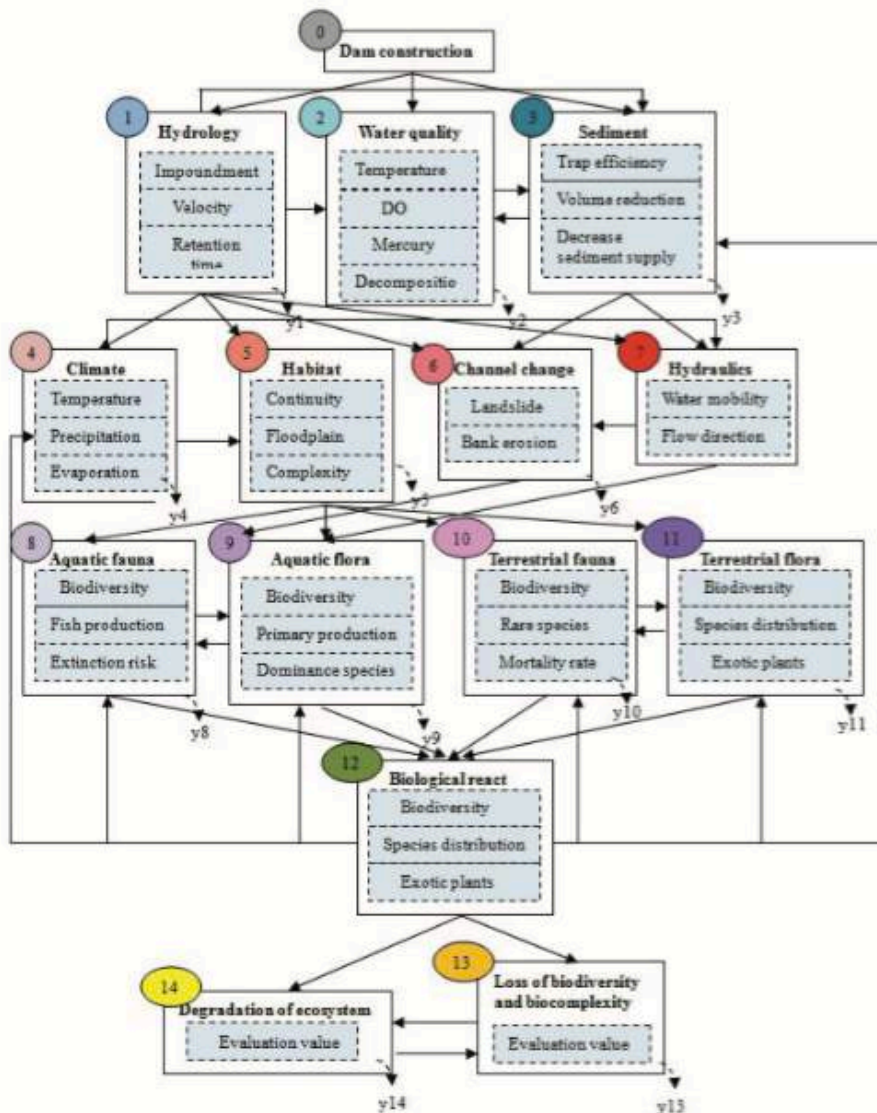 0
Dam construction
1
Hydrology
Impoundment
Velocity
Retention
time
y1
2
Water quality
Temperature
DO
Mercury
Decompositio
y2
3
Sediment
Trap efficiency
Volume reduction
Decrease
sediment supply
y3
4
Climate
Temperature
Precipitation
Evaporation
y4
5
Habitat
Continuity
Floodplain
Complexity
y5
6
Channel change
Landslide
Bank erosion
y6
7
Hydraulics
Water mobility
Flow direction
8
Aquatic fauna
Biodiversity
Fish production
Extinction risk
y8
9
Aquatic flora
Biodiversity
Primary production
Dominance species
y9
10
Terrestrial fauna
Biodiversity
Rare species
Mortality rate
y10
11
Terrestrial flora
Biodiversity
Species distribution
Exotic plants
y11
12
Biological react
Biodiversity
Species distribution
Exotic plants
14
Degradation of ecosystem
Evaluation value
y14
13
Loss of biodiversity
and biocomplexity
Evaluation value
y13